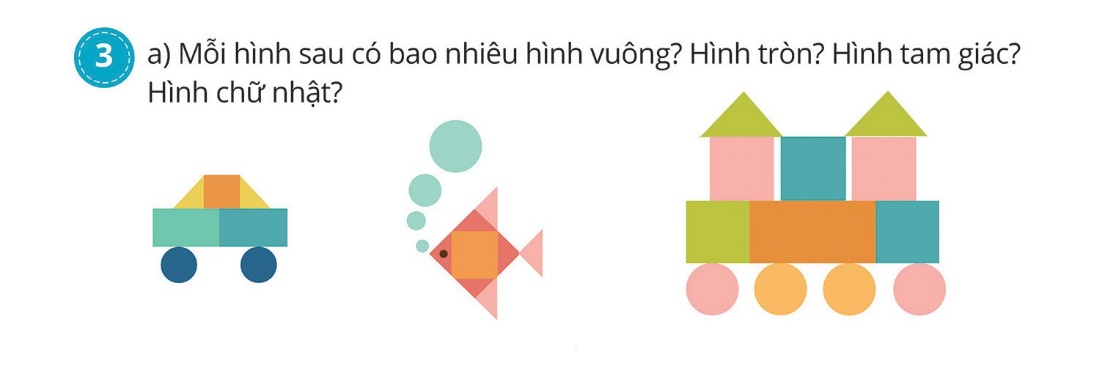 3 a) Mỗi hình sau có bao nhiêu hình vuông? Hình tròn? Hình tam giác?
Hình chữ nhật?